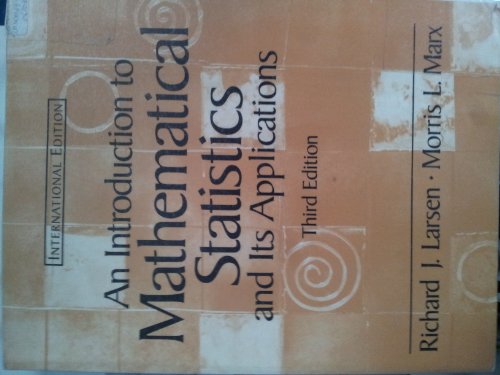 INTERNATIONAL EDITION
An Introduction to
Mathematical
Statistics
and Its Applications
Third Edition
Richard J. Larsen · Morris L. Marx